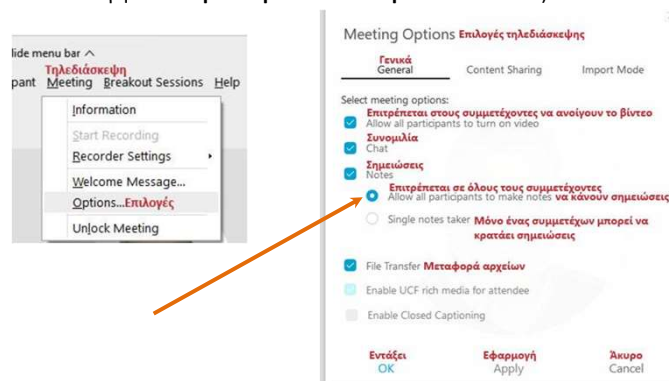 lide menu bar ^
Τηλεδιάσκεψη
pant Meeting Breakout Sessions Help
Information
Start Recording
Recorder Settings
Welcome Message...
Options...Επιλογές
Unlock Meeting
Meeting Options Επιλογές τηλεδιάσκεψης
Γενικά
General Content Sharing Import Mode
Select meeting options:
Επιτρέπεται στους συμμετέχοντες να ανοίγουν το βίντεο
Allow all participants to turn on video
Συνομιλία
Chat
Σημειώσεις
Notes
Επιτρέπεται σε όλους τους συμμετέχοντες
Allow all participants to make notes να κάνουν σημειώσεις
Single notes taker Μόνο ένας συμμετέχων μπορεί να
κρατάει σημειώσεις
File Transfer Μεταφορά αρχείων
Enable UCF rich media for attendee
Enable Closed Captioning
Εντάξει Εφαρμογή Άκυρο
OK Apply Cancel